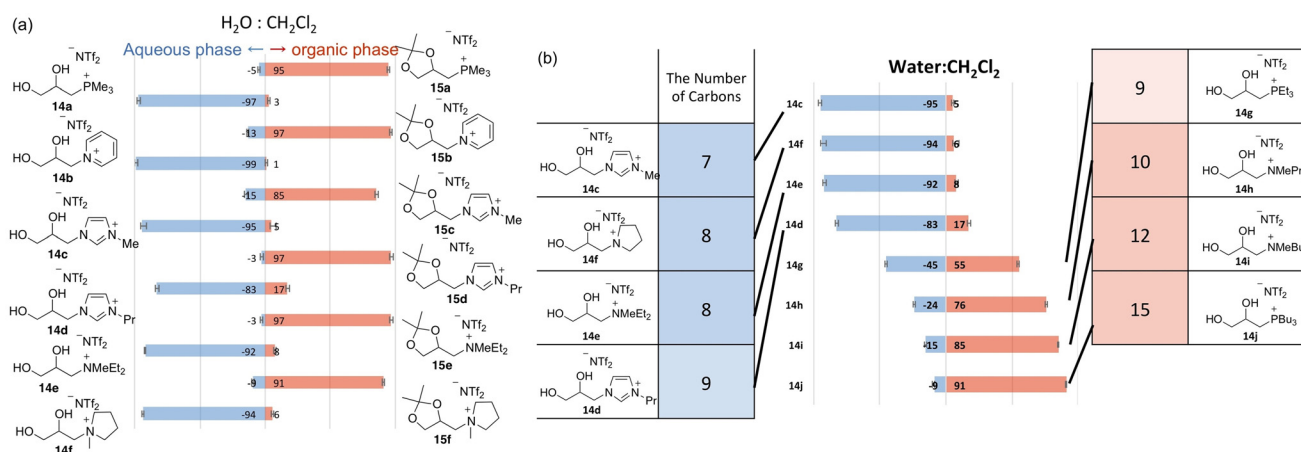 (a)
H₂O : CH₂Cl₂
Aqueous phase ← → organic phase
⁻NTf₂
OH
HO
⁺PMe₃
14a
-5 95
⁻NTf₂
O
O
⁺PMe₃
15a
-97 3
⁻NTf₂
OH
HO
N⁺
14b
-13 97
⁻NTf₂
O
O
N⁺
15b
-99 1
⁻NTf₂
OH
HO
N
N⁺
Me
14c
-15 85
⁻NTf₂
O
O
N
N⁺
Me
15c
-95 5
⁻NTf₂
OH
HO
N
N⁺
Pr
14d
-3 97
⁻NTf₂
O
O
N
N⁺
Pr
15d
-83 17
⁻NTf₂
OH
HO
⁺NMeEt₂
14e
-3 97
⁻NTf₂
O
O
⁺NMeEt₂
15e
-92 8
⁻NTf₂
OH
HO
N⁺
14f
-9 91
⁻NTf₂
O
O
N⁺
15f
-94 6
(b)
The Number
of Carbons
⁻NTf₂
OH
HO
N
N⁺
Me
14c
7
⁻NTf₂
OH
HO
N⁺
14f
8
⁻NTf₂
OH
HO
⁺NMeEt₂
14e
8
⁻NTf₂
OH
HO
N
N⁺
Pr
14d
9
Water:CH₂Cl₂
14c -95 5
14f -94 6
14e -92 8
14d -83 17
14g -45 55
14h -24 76
14i -15 85
14j -9 91
9
⁻NTf₂
OH
HO
⁺PEt₃
14g
10
⁻NTf₂
OH
HO
14h
12
⁻NTf₂
OH
HO
14i
15
⁻NTf₂
OH
HO
⁺PBu₃
14j